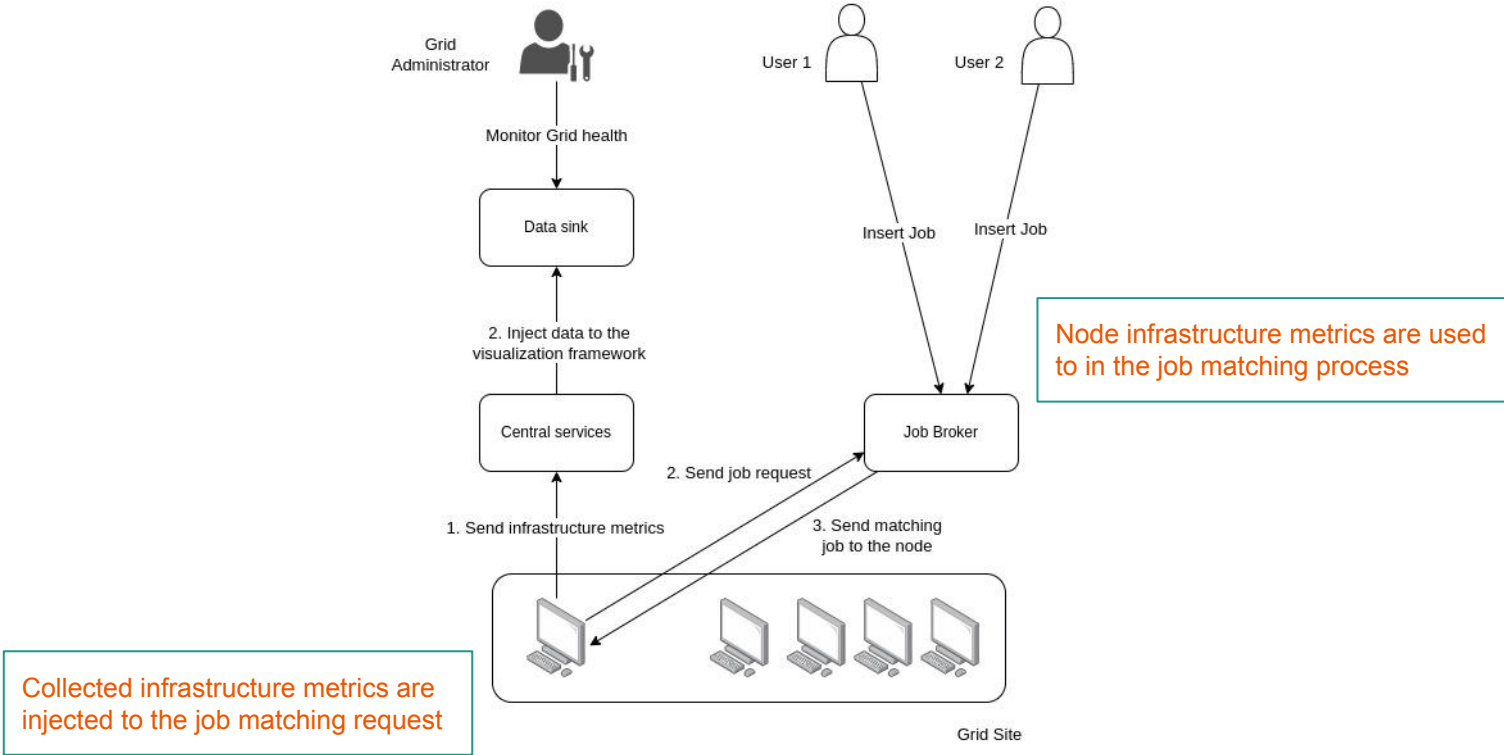 Grid
Administrator
User 1
User 2
Monitor Grid health
Data sink
Insert Job
Insert Job
2. Inject data to the
visualization framework
Node infrastructure metrics are used
to in the job matching process
Central services
Job Broker
2. Send job request
1. Send infrastructure metrics
3. Send matching
job to the node
Collected infrastructure metrics are
injected to the job matching request
Grid Site